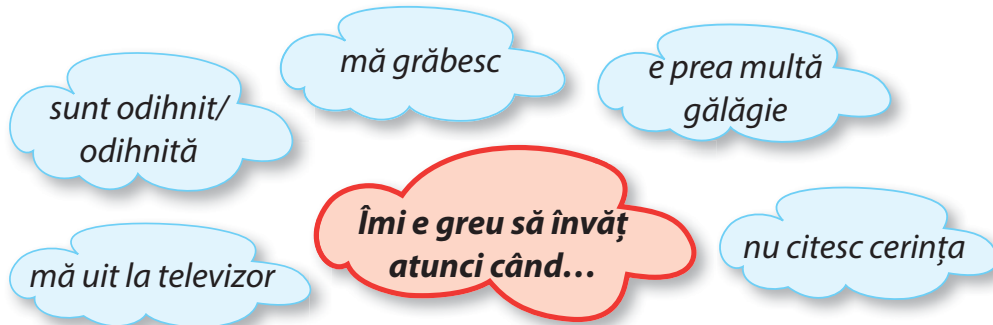 mă grăbesc
e prea multă
gălăgie
sunt odihnit/
odihnită
Îmi e greu să învăț
atunci când...
nu citesc cerința
mă uit la televizor